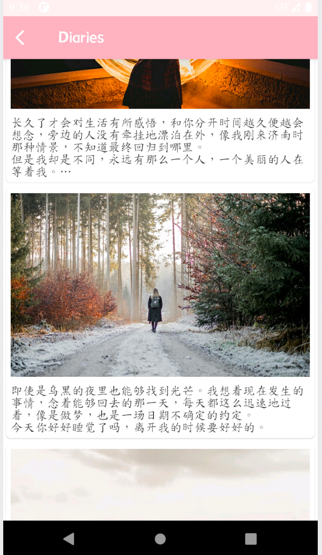 9:36
LTE
Diaries
长久了才会对生活有所感悟，和你分开时间越久便越会
想念，旁边的人没有牵挂地漂泊在外，像我刚来济南时
那种情景，不知道最终回归到哪里。
但是我却是不同，永远有那么一个人，一个美丽的人在
等着我。…
即使是乌黑的夜里也能够找到光芒。我想着现在发生的
事情，念着能够回去的那一天，每天都这么迅速地过
着，像是做梦，也是一场日期不确定的约定。
今天你好好睡觉了吗，离开我的时候要好好的。